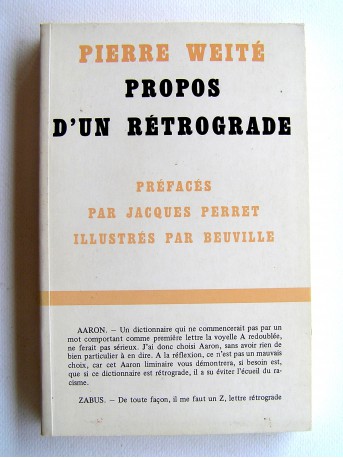 PIERRE WEITÉ
PROPOS
D'UN RÉTROGRADE
PRÉFACÉS
PAR JACQUES PERRET
ILLUSTRÉS PAR BEUVILLE
AARON. — Un dictionnaire qui ne commencerait pas par un
mot comportant comme première lettre la voyelle A redoublée,
ne ferait pas sérieux. J'ai donc choisi Aaron, sans avoir rien de
bien particulier à en dire. A la réflexion, ce n'est pas un mauvais
choix, car cet Aaron liminaire vous démontrera, si besoin est,
que si ce dictionnaire est rétrograde, il a su éviter l'écueil du ra-
cisme.
ZABUS. — De toute façon, il me faut un Z, lettre rétrograde